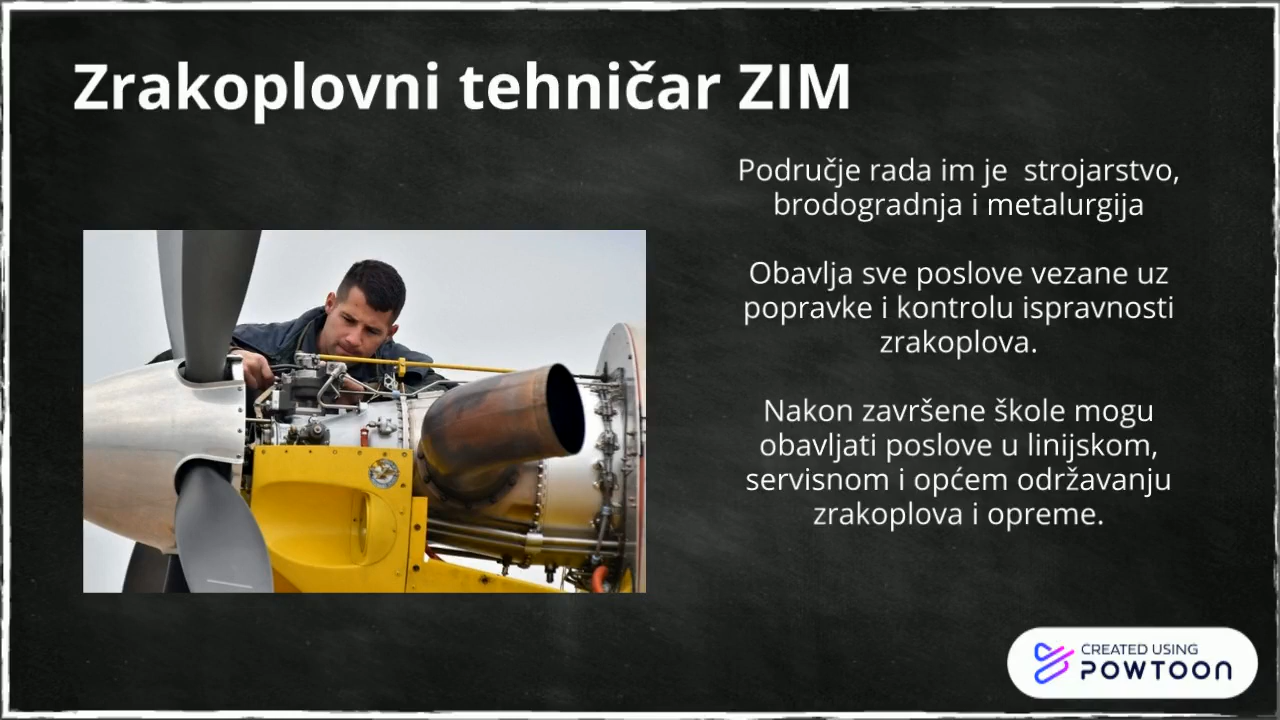 Zrakoplovni tehničar ZIM
Područje rada im je  strojarstvo,
brodogradnja i metalurgija
Obavlja sve poslove vezane uz
popravke i kontrolu ispravnosti
zrakoplova.
Nakon završene škole mogu
obavljati poslove u linijskom,
servisnom i općem održavanju
zrakoplova i opreme.
CREATED USING
POWTOON